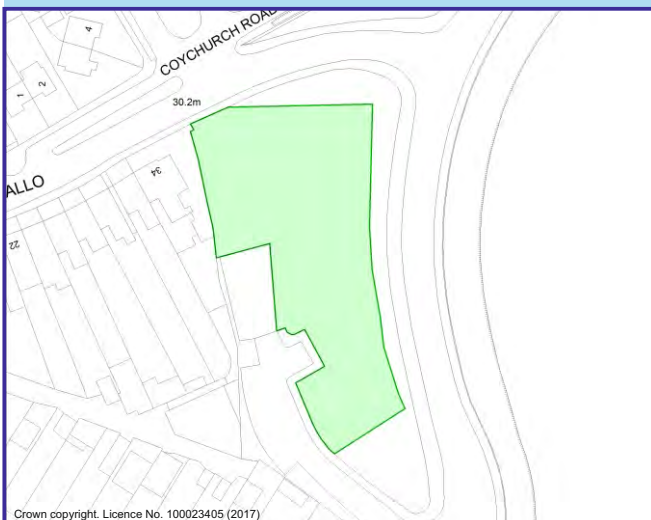 4
COYCHURCH ROAD
2
1
30.2m
34
ALLO
22
Crown copyright. Licence No. 100023405 (2017)